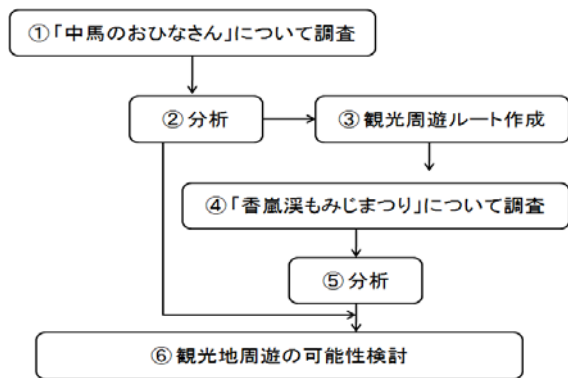 ①「中馬のおひなさん」について調査
②分析
③観光周遊ルート作成
④「香嵐渓もみじまつり」について調査
⑤分析
⑥観光地周遊の可能性検討